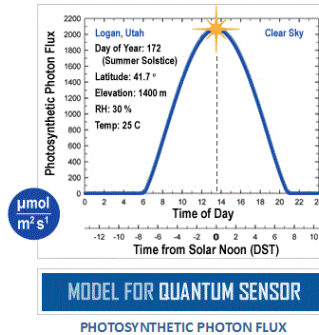 2200
2000
1800
1600
1400
1200
1000
800
600
400
200
0
Photosynthetic Photon Flux
Logan, Utah
Clear Sky
Day of Year: 172
(Summer Solstice)
Latitude: 41.7 °
Elevation: 1400 m
RH: 30 %
Temp: 25 C
µmol
m² s¹
0 2 4 6 8 10 12 14 16 18 20 22 24
Time of Day
-12 -10 -8 -6 -4 -2 0 2 4 6 8 10
Time from Solar Noon (DST)
MODEL FOR QUANTUM SENSOR
PHOTOSYNTHETIC PHOTON FLUX